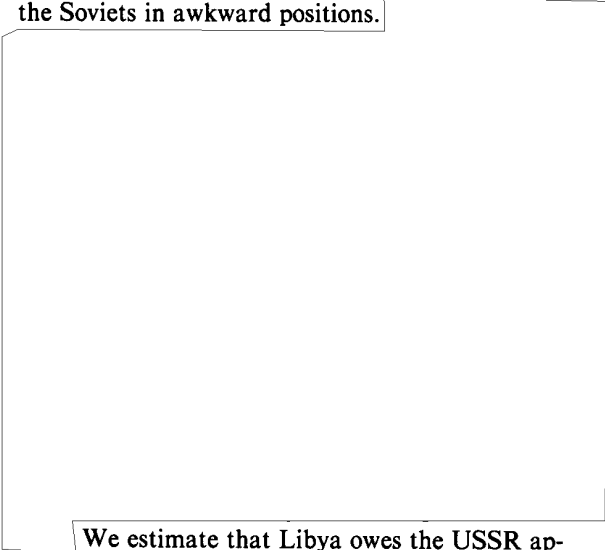 the Soviets in awkward positions.
We estimate that Libya owes the USSR ap-